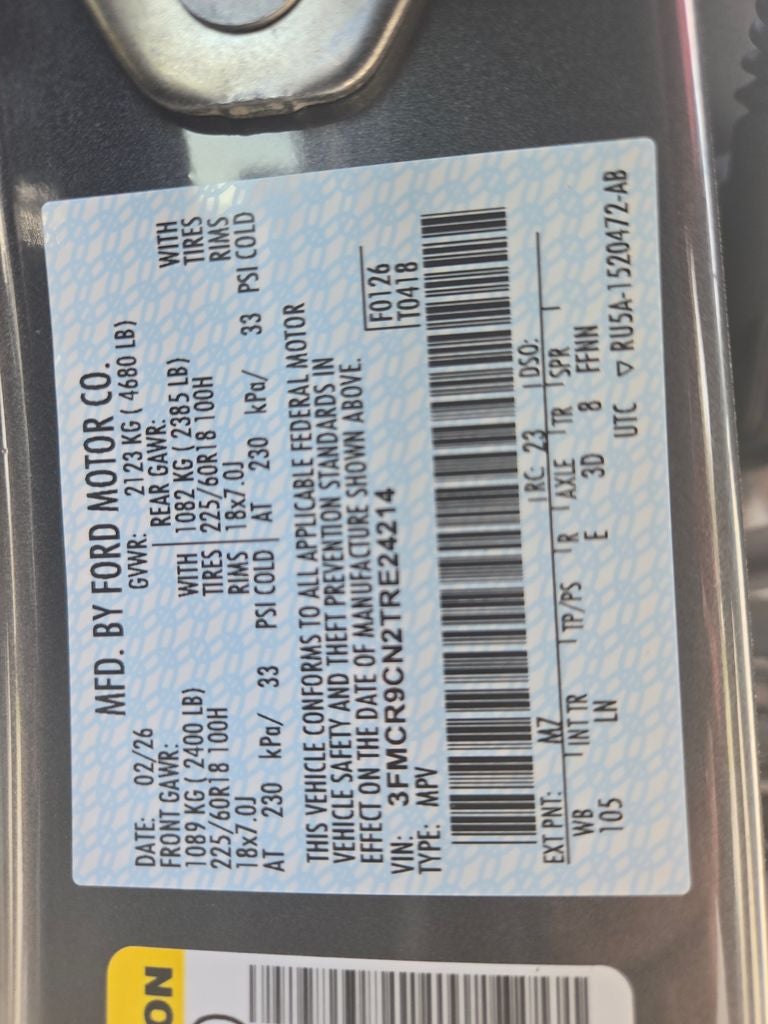 MFD. BY FORD MOTOR CO.
DATE: 02/26 GVWR: 2123 KG ( 4680 LB)
FRONT GAWR: REAR GAWR:
1089 KG ( 2400 LB) WITH 1082 KG ( 2385 LB) WITH
225/60R18 100H TIRES 225/60R18 100H TIRES
18x7.0J RIMS 18x7.0J RIMS
AT 230 kPa/ 33 PSI COLD AT 230 kPa/ 33 PSI COLD
THIS VEHICLE CONFORMS TO ALL APPLICABLE FEDERAL MOTOR
VEHICLE SAFETY AND THEFT PREVENTION STANDARDS IN
EFFECT ON THE DATE OF MANUFACTURE SHOWN ABOVE.
VIN: 3FMCR9CN2TRE24214 F0126
TYPE: MPV T0418
EXT PNT: MZ RC: 23 DSO:
WB INT TR TP/PS R AXLE TR SPR
105 LN E 3D 8 FFNN
UTC ▽ RU5A-1520472-AB
ON